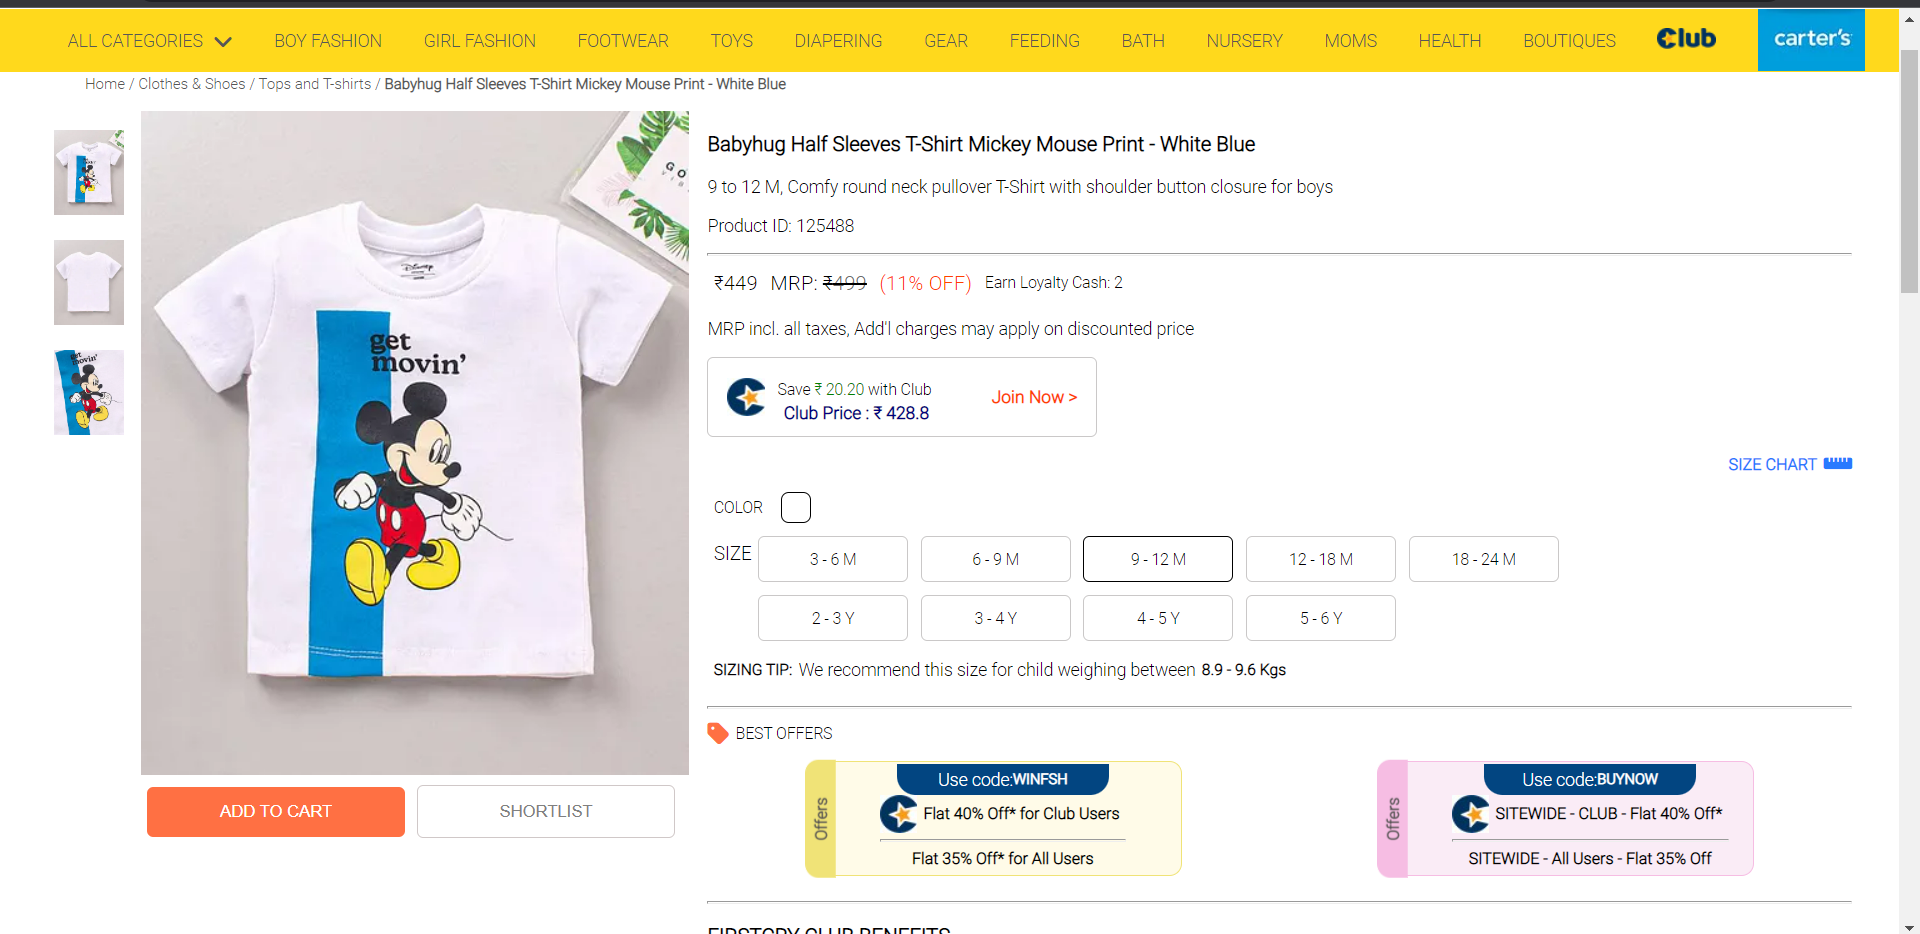 ALL CATEGORIES BOY FASHION GIRL FASHION FOOTWEAR TOYS DIAPERING GEAR FEEDING BATH NURSERY MOMS HEALTH BOUTIQUES Club carter's
Home / Clothes & Shoes / Tops and T-shirts / Babyhug Half Sleeves T-Shirt Mickey Mouse Print - White Blue
GO
VIB
Disney
get
movin'
ADD TO CART SHORTLIST
Babyhug Half Sleeves T-Shirt Mickey Mouse Print - White Blue
9 to 12 M, Comfy round neck pullover T-Shirt with shoulder button closure for boys
Product ID: 125488
₹449 MRP: ₹499 (11% OFF) Earn Loyalty Cash: 2
MRP incl. all taxes, Add'l charges may apply on discounted price
Save ₹ 20.20 with Club
Club Price : ₹ 428.8
Join Now >
SIZE CHART
COLOR
SIZE 3 - 6 M 6 - 9 M 9 - 12 M 12 - 18 M 18 - 24 M
2 - 3 Y 3 - 4 Y 4 - 5 Y 5 - 6 Y
SIZING TIP: We recommend this size for child weighing between 8.9 - 9.6 Kgs
BEST OFFERS
Offers
Use code:WINFSH
Flat 40% Off* for Club Users
Flat 35% Off* for All Users
Offers
Use code:BUYNOW
SITEWIDE - CLUB - Flat 40% Off*
SITEWIDE - All Users - Flat 35% Off
FIRSTCRY CLUB BENEFITS